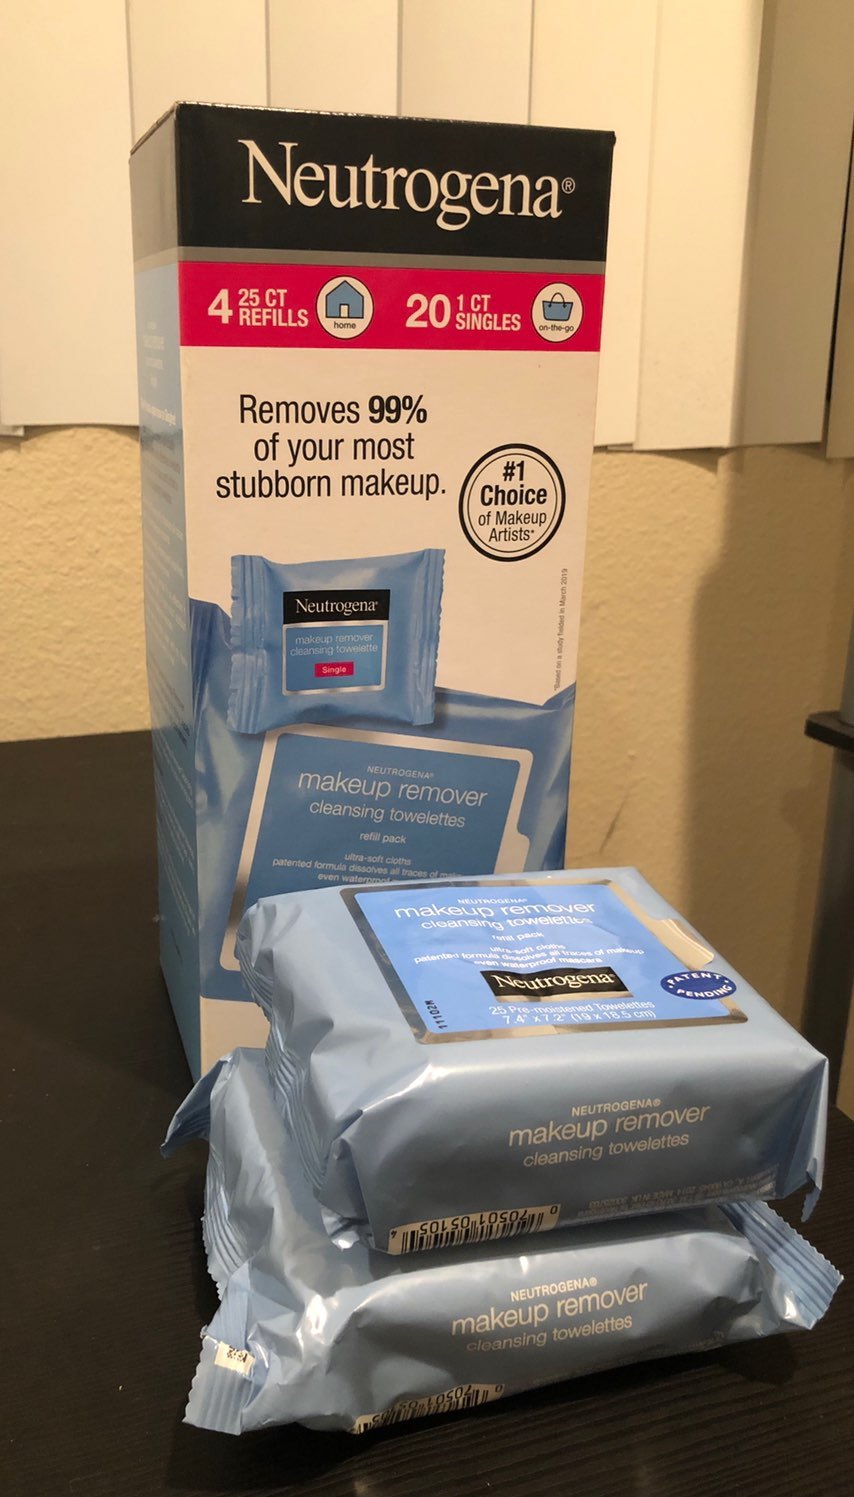 Neutrogena®
4 25 CT REFILLS
home
20 1 CT SINGLES
on-the-go
Removes 99%
of your most
stubborn makeup.
#1
Choice
of Makeup
Artists*
*Based on a study fielded in March 2019
Neutrogena®
makeup remover
cleansing towelette
Single
NEUTROGENA®
makeup remover
cleansing towelettes
refill pack
ultra-soft cloths
patented formula dissolves all traces of
even waterproof
NEUTROGENA®
makeup remover
cleansing towelettes
refill pack
ultra-soft cloths
patented formula dissolves all traces of makeup
even waterproof mascara
Neutrogena®
PATENT PENDING
25 Pre-moistened Towelettes
7.4" x 7.2" (19 x 18.5 cm)
NEUTROGENA®
makeup remover
cleansing towelettes
0 70501 05105 4
NEUTROGENA®
makeup remover
cleansing towelettes